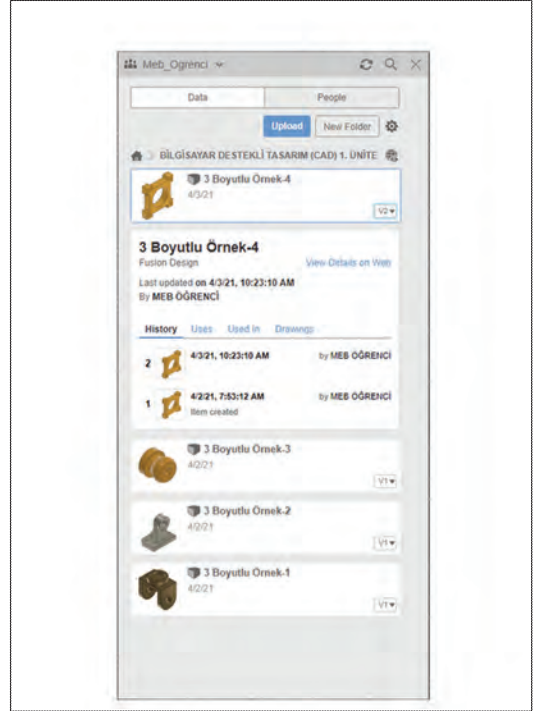 Meb_Ogrenci
Data People
Upload New Folder
BİLGİSAYAR DESTEKLİ TASARIM (CAD) 1. ÜNİTE
3 Boyutlu Örnek-4
4/3/21
V2
3 Boyutlu Örnek-4
Fusion Design View Details on Web
Last updated on 4/3/21, 10:23:10 AM
By MEB ÖĞRENCİ
History Uses Used In Drawings
2 4/3/21, 10:23:10 AM by MEB ÖĞRENCİ
1 4/2/21, 7:53:12 AM by MEB ÖĞRENCİ
Item created
3 Boyutlu Örnek-3
4/2/21
V1
3 Boyutlu Örnek-2
4/2/21
V1
3 Boyutlu Örnek-1
4/2/21
V1